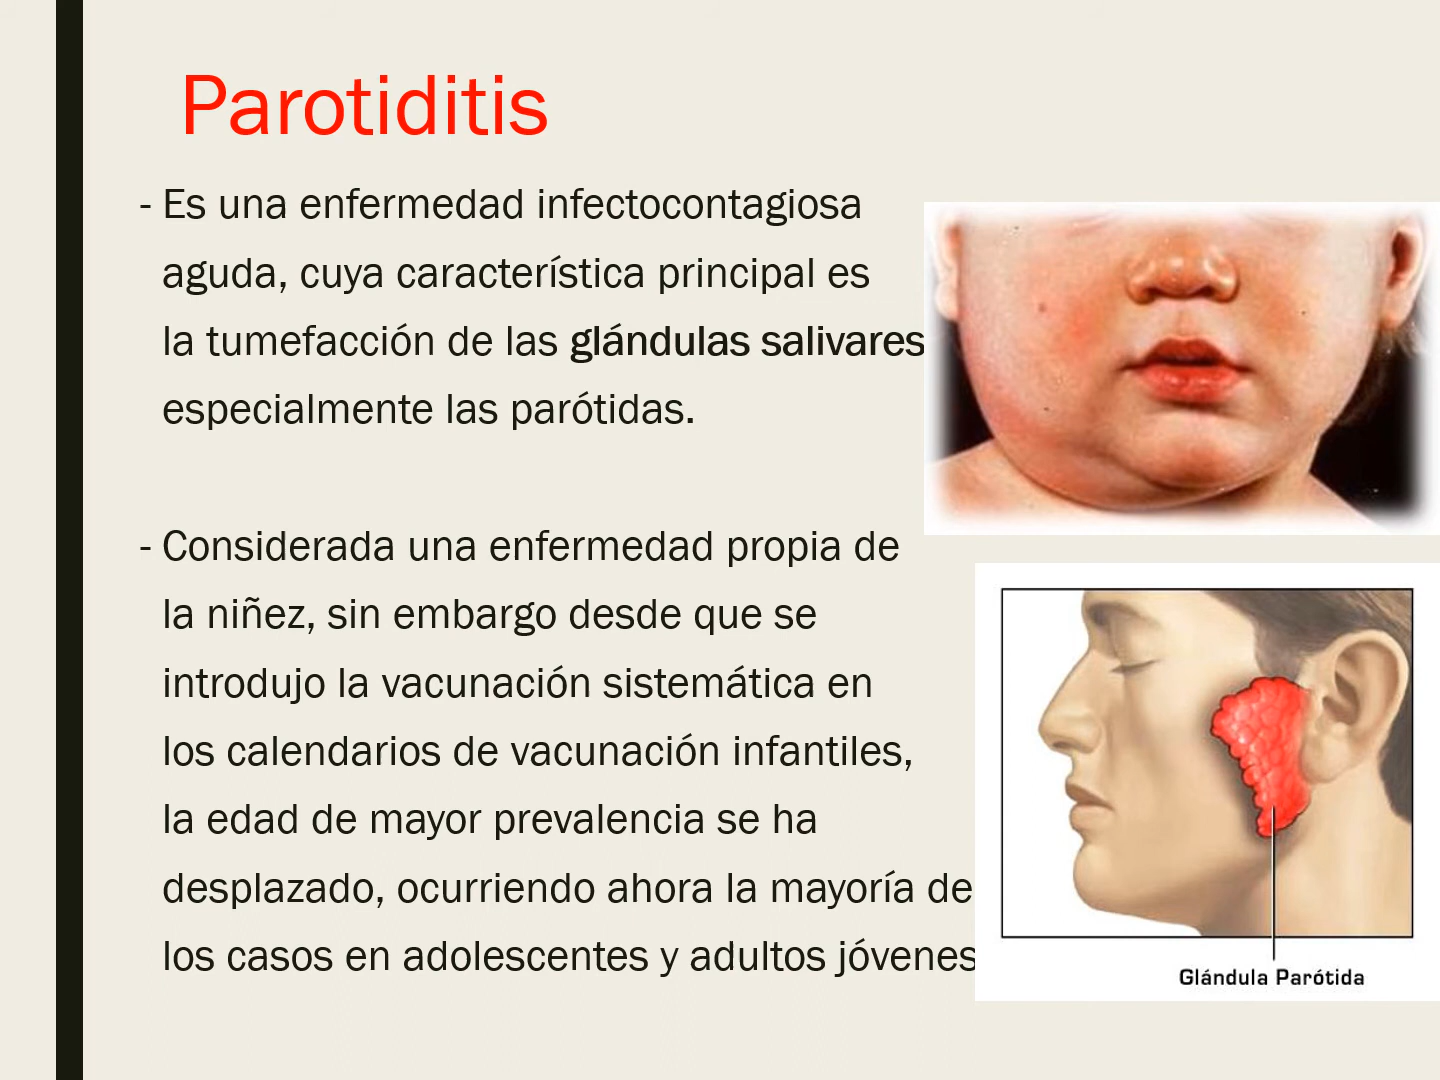 Parotiditis
- Es una enfermedad infectocontagiosa
aguda, cuya característica principal es
la tumefacción de las glándulas salivares
especialmente las parótidas.
- Considerada una enfermedad propia de
la niñez, sin embargo desde que se
introdujo la vacunación sistemática en
los calendarios de vacunación infantiles,
la edad de mayor prevalencia se ha
desplazado, ocurriendo ahora la mayoría de
los casos en adolescentes y adultos jóvenes
Glándula Parótida